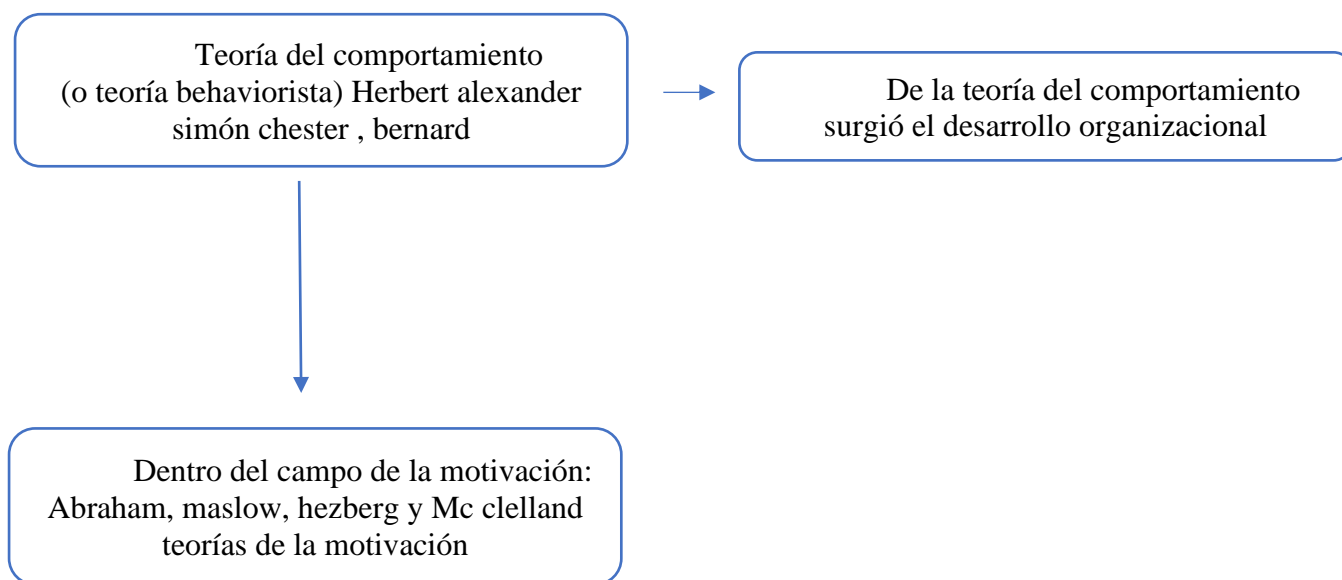 Teoría del comportamiento
(o teoría behaviorista) Herbert alexander
simón chester , bernard
De la teoría del comportamiento
surgió el desarrollo organizacional
Dentro del campo de la motivación:
Abraham, maslow, hezberg y Mc clelland
teorías de la motivación